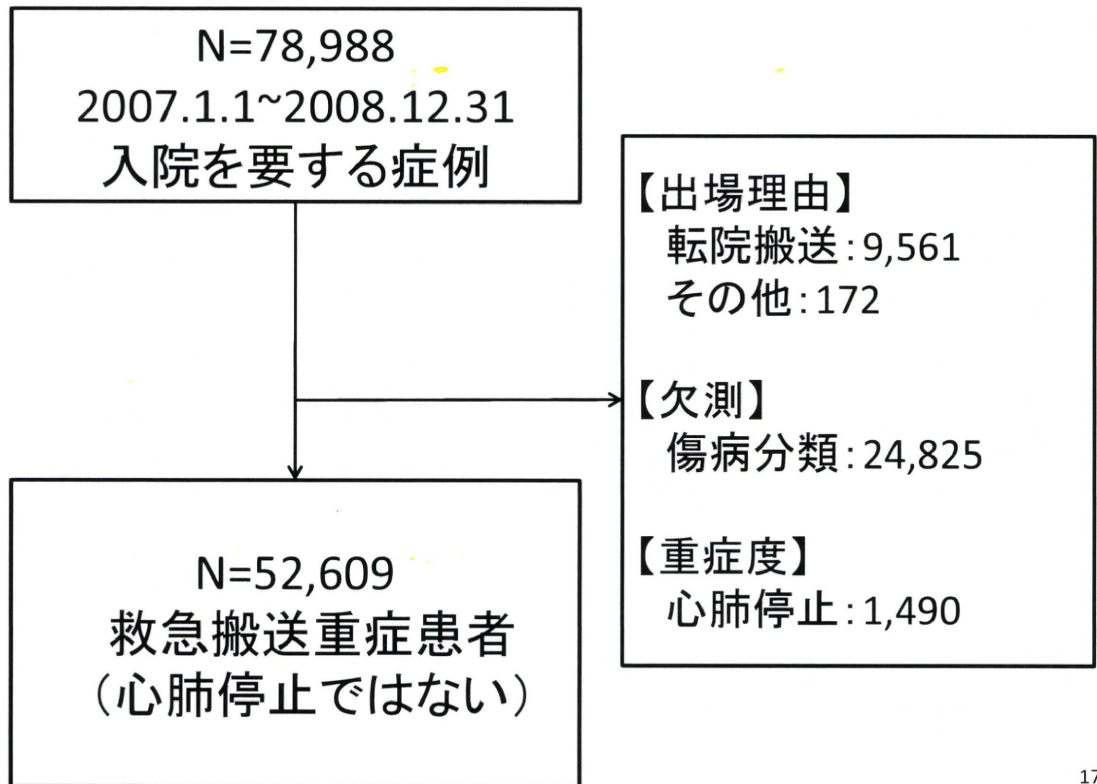 N=78,988
2007.1.1~2008.12.31
入院を要する症例
【出場理由】
転院搬送:9,561
その他:172
【欠測】
傷病分類:24,825
【重症度】
心肺停止:1,490
N=52,609
救急搬送重症患者
(心肺停止ではない)
17